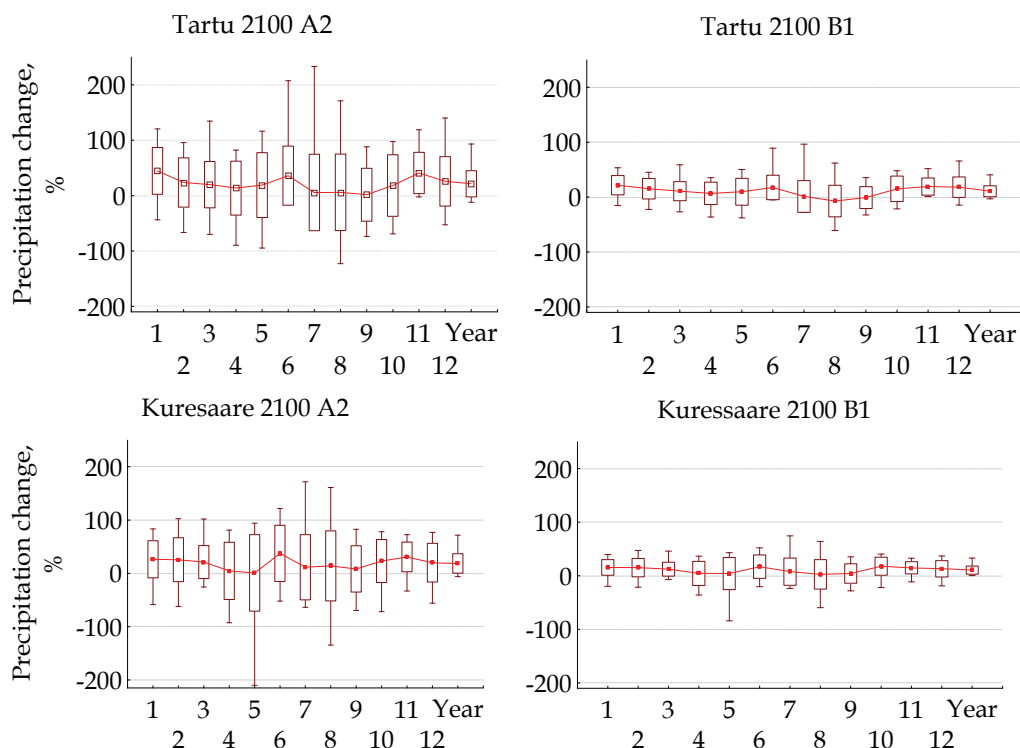 Tartu 2100 A2
Precipitation change,
%
200
100
0
-100
-200
1 3 5 7 9 11 Year
2 4 6 8 10 12
Tartu 2100 B1
200
100
0
-100
-200
1 3 5 7 9 11 Year
2 4 6 8 10 12
Kuresaare 2100 A2
Precipitation change,
%
200
100
0
-100
-200
1 3 5 7 9 11 Year
2 4 6 8 10 12
Kuressaare 2100 B1
200
100
0
-100
-200
1 3 5 7 9 11 Year
2 4 6 8 10 12